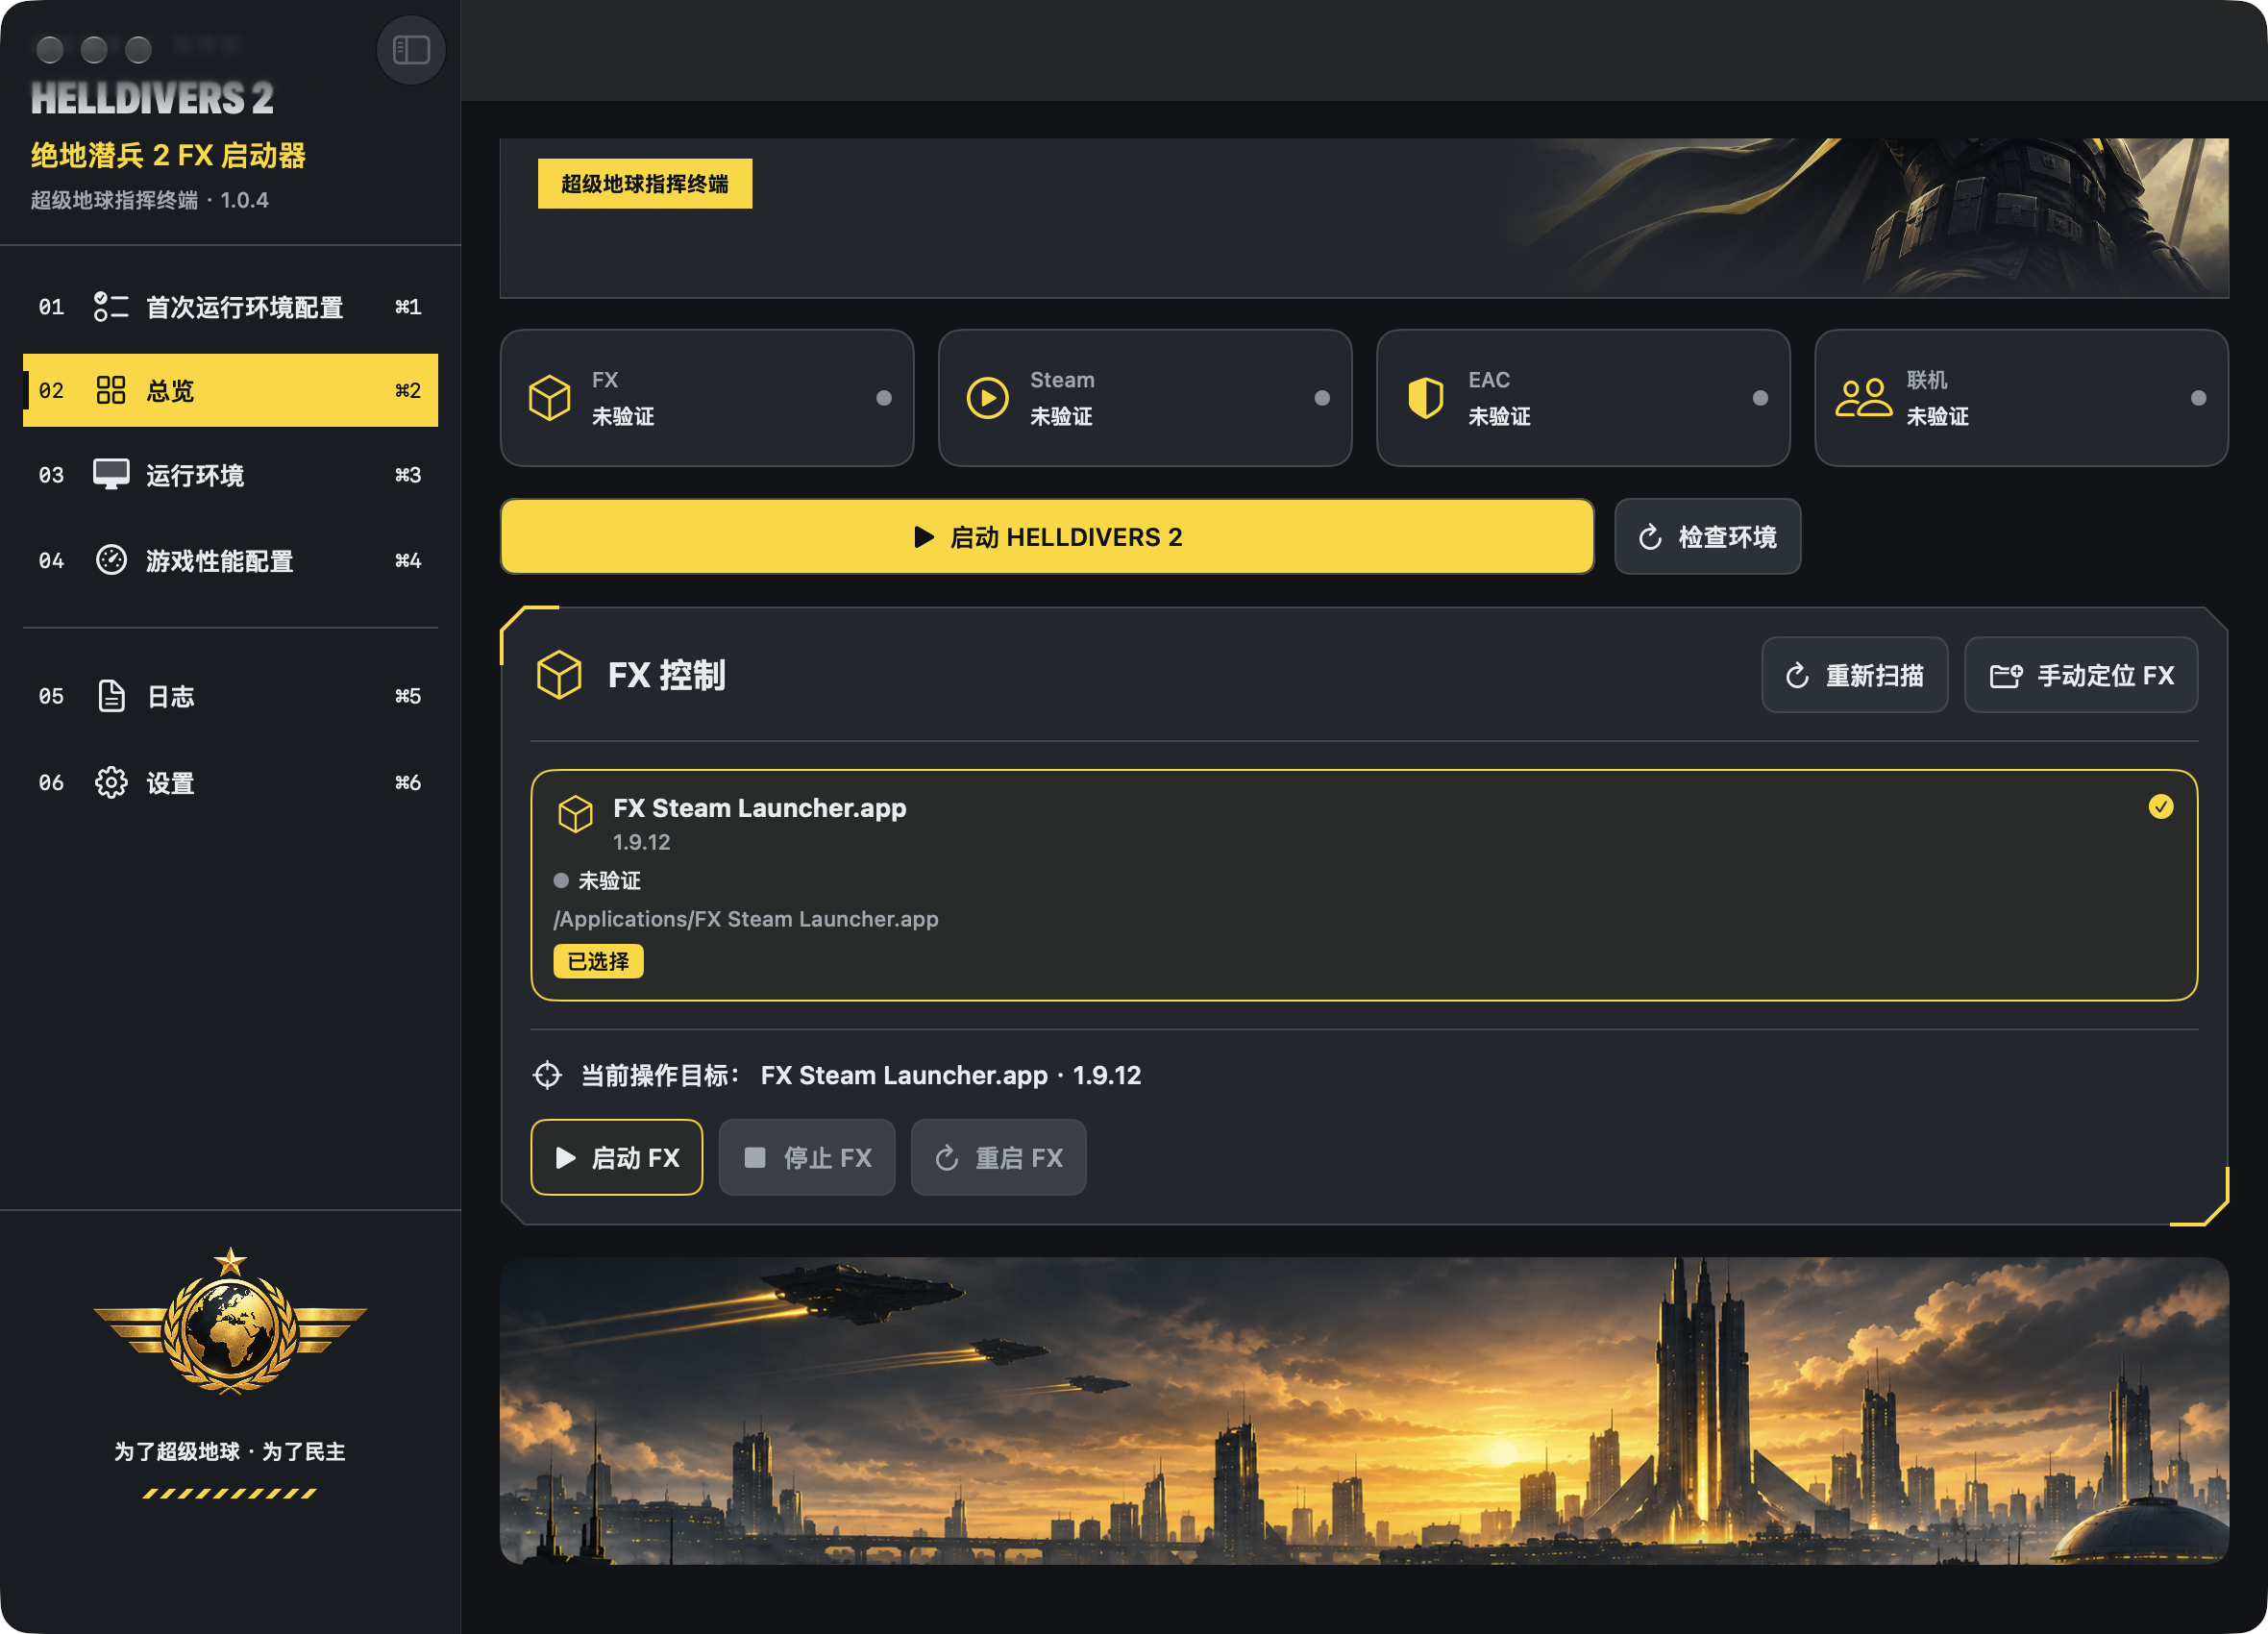 HELLDIVERS 2
绝地潜兵 2 FX 启动器
超级地球指挥终端 · 1.0.4
01 首次运行环境配置 ⌘1
02 总览 ⌘2
03 运行环境 ⌘3
04 游戏性能配置 ⌘4
05 日志 ⌘5
06 设置 ⌘6
为了超级地球 · 为了民主
超级地球指挥终端
FX
未验证
Steam
未验证
EAC
未验证
联机
未验证
启动 HELLDIVERS 2
检查环境
FX 控制
重新扫描
手动定位 FX
FX Steam Launcher.app
1.9.12
未验证
/Applications/FX Steam Launcher.app
已选择
当前操作目标： FX Steam Launcher.app · 1.9.12
启动 FX
停止 FX
重启 FX